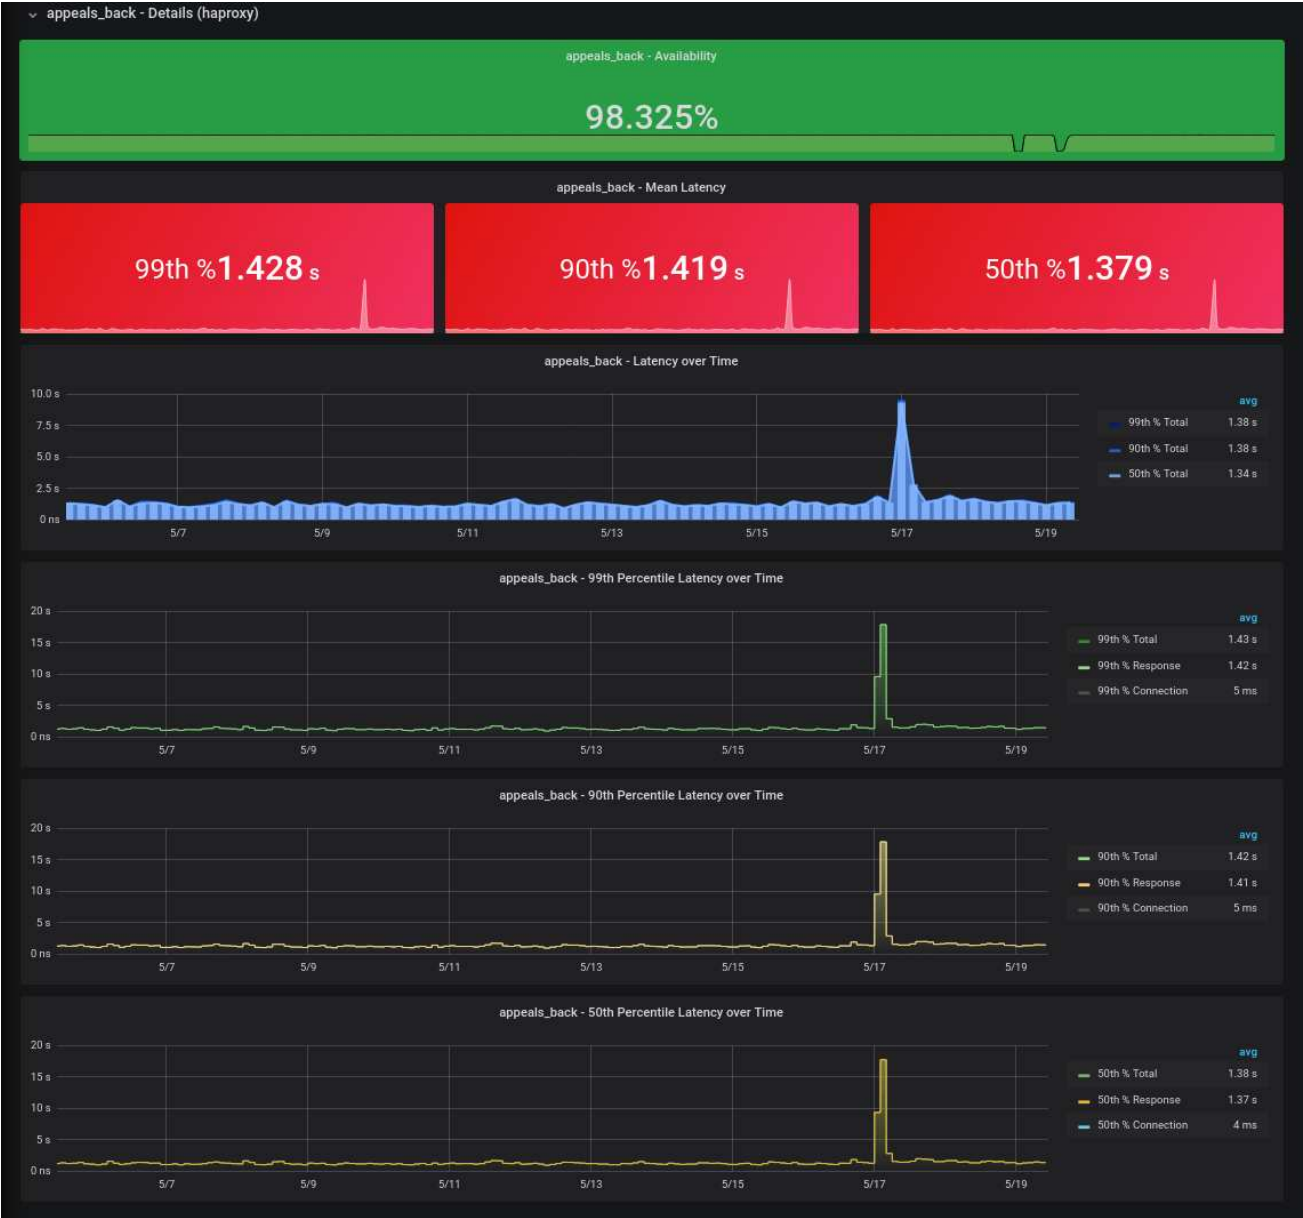 appeals_back - Details (haproxy)
appeals_back - Availability
98.325%
appeals_back - Mean Latency
99th %1.428 s
90th %1.419 s
50th %1.379 s
appeals_back - Latency over Time
10.0 s
7.5 s
5.0 s
2.5 s
0 ns
5/7 5/9 5/11 5/13 5/15 5/17 5/19
avg
99th % Total 1.38 s
90th % Total 1.38 s
50th % Total 1.34 s
appeals_back - 99th Percentile Latency over Time
20 s
15 s
10 s
5 s
0 ns
5/7 5/9 5/11 5/13 5/15 5/17 5/19
avg
99th % Total 1.43 s
99th % Response 1.42 s
99th % Connection 5 ms
appeals_back - 90th Percentile Latency over Time
20 s
15 s
10 s
5 s
0 ns
5/7 5/9 5/11 5/13 5/15 5/17 5/19
avg
90th % Total 1.42 s
90th % Response 1.41 s
90th % Connection 5 ms
appeals_back - 50th Percentile Latency over Time
20 s
15 s
10 s
5 s
0 ns
5/7 5/9 5/11 5/13 5/15 5/17 5/19
avg
50th % Total 1.38 s
50th % Response 1.37 s
50th % Connection 4 ms